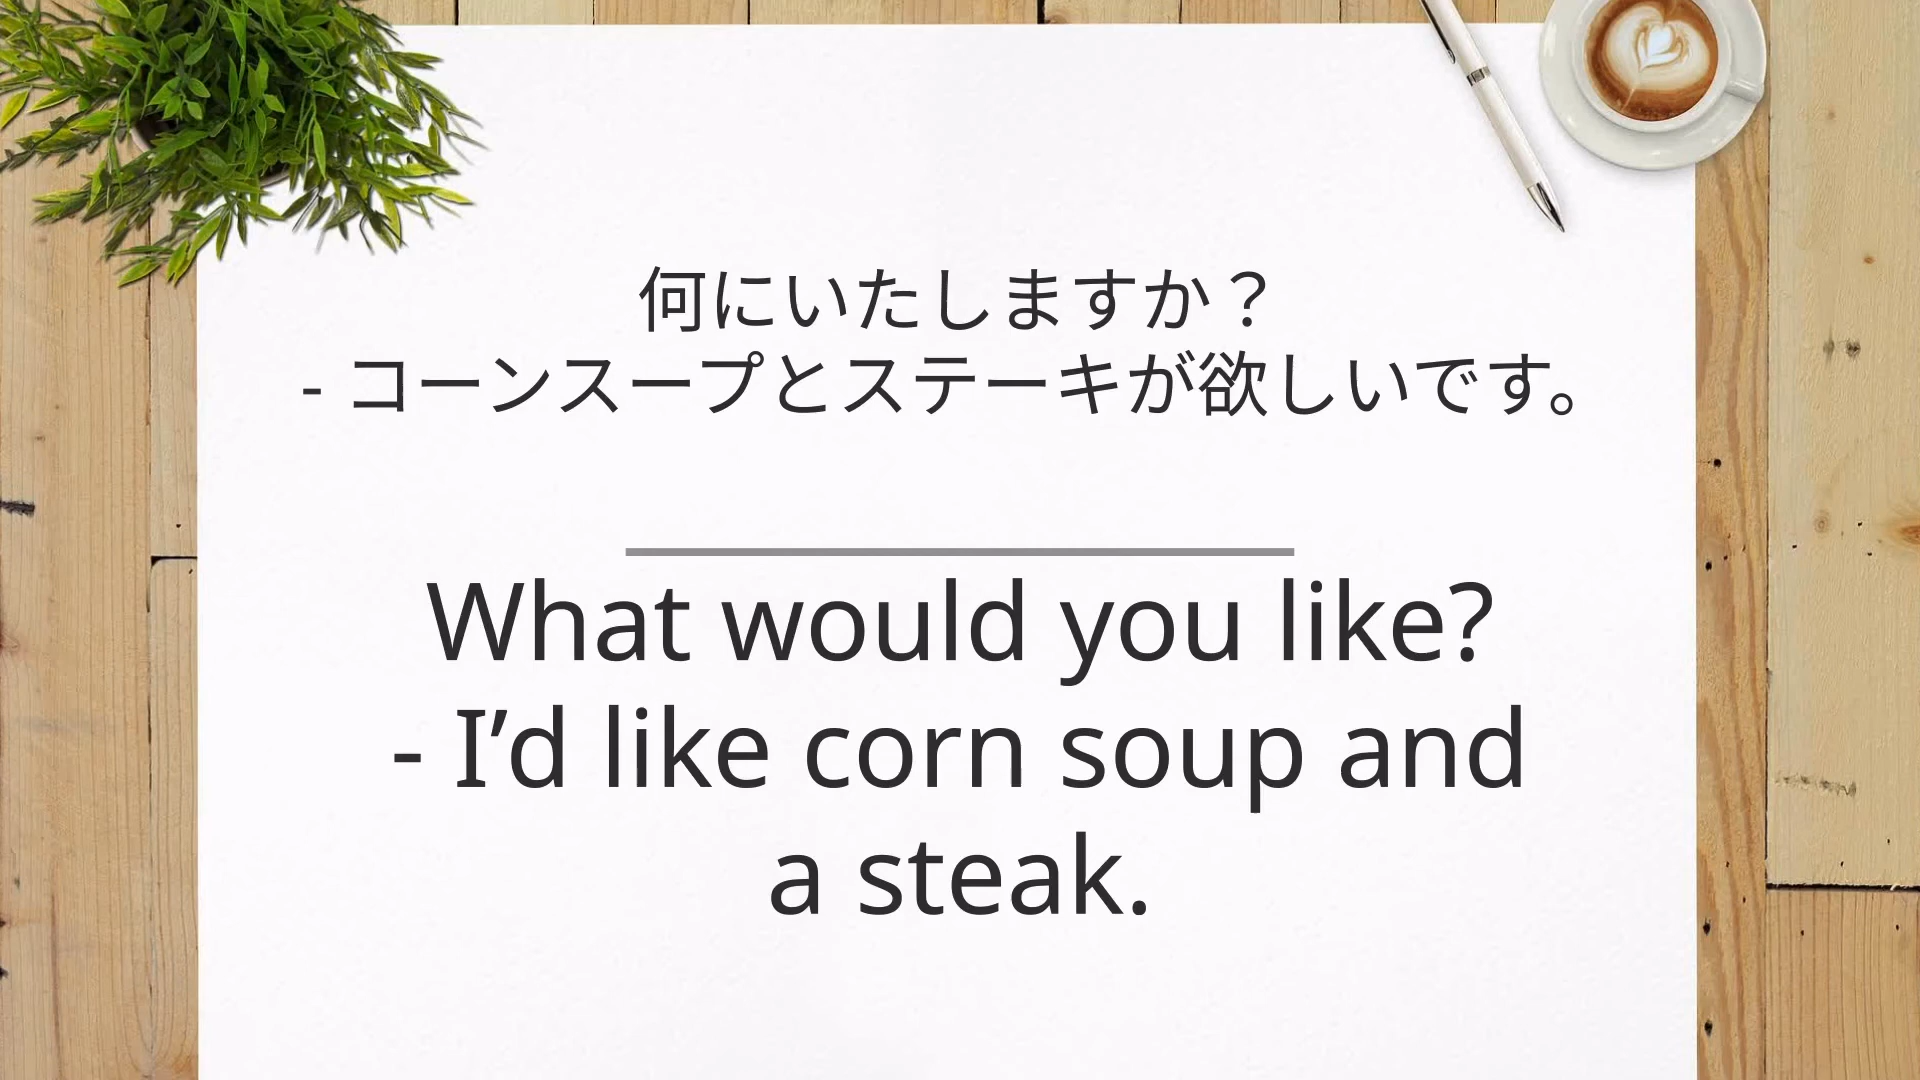 何にいたしますか？
- コーンスープとステーキが欲しいです。
What would you like?
- I’d like corn soup and
a steak.